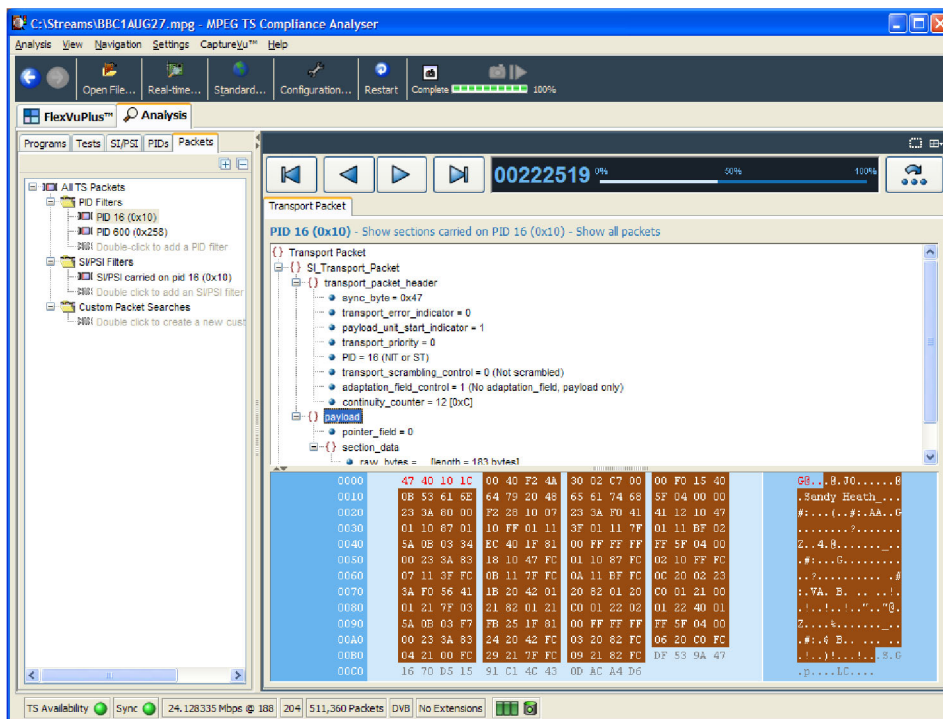 C:\Streams\BBC1AUG27.mpg - MPEG TS Compliance Analyser
Analysis View Navigation Settings CaptureVu™ Help
Open File... Real-time... Standard... Configuration... Restart Complete 100%
FlexVuPlus™ Analysis
Programs Tests SI/PSI PIDs Packets
All TS Packets
PID Filters
PID 16 (0x10)
PID 600 (0x258)
Double-click to add a PID filter
SI/PSI Filters
SI/PSI carried on pid 16 (0x10)
Double click to add an SI/PSI filter
Custom Packet Searches
Double click to create a new cust
00222519 0% 50% 100%
Transport Packet
PID 16 (0x10) - Show sections carried on PID 16 (0x10) - Show all packets
{} Transport Packet
{} SI_Transport_Packet
{} transport_packet_header
sync_byte = 0x47
transport_error_indicator = 0
payload_unit_start_indicator = 1
transport_priority = 0
PID = 16 (NIT or ST)
transport_scrambling_control = 0 (Not scrambled)
adaptation_field_control = 1 (No adaptation_field, payload only)
continuity_counter = 12 [0xC]
{} payload
pointer_field = 0
{} section_data
raw_bytes = ... [length = 183 bytes]
0000 47 40 10 1C 00 40 F2 4A 30 02 C7 00 00 F0 15 40 G@...@.J0......@
0010 0B 53 61 6E 64 79 20 48 65 61 74 68 5F 04 00 00 .Sandy Heath_...
0020 23 3A 80 00 F2 28 10 07 23 3A F0 41 41 12 10 47 #:...(..#:.AA..G
0030 01 10 87 01 10 FF 01 11 3F 01 11 7F 01 11 BF 02 ........?.......
0040 5A 0B 03 34 EC 40 1F 81 00 FF FF FF FF 5F 04 00 Z..4.@......._..
0050 00 23 3A 83 18 10 47 FC 01 10 87 FC 02 10 FF FC .#:...G.........
0060 07 11 3F FC 0B 11 7F FC 0A 11 BF FC 0C 20 02 23 ..?.......... .#
0070 3A F0 56 41 1B 20 42 01 20 82 01 20 C0 01 21 00 :.VA. B. .. ..!.
0080 01 21 7F 03 21 82 01 21 C0 01 22 02 01 22 40 01 .!..!..!..".."@.
0090 5A 0B 03 F7 FB 25 1F 81 00 FF FF FF FF 5F 04 00 Z....%......._..
00A0 00 23 3A 83 24 20 42 FC 03 20 82 FC 06 20 C0 FC .#:.$ B.. ... ..
00B0 04 21 00 FC 29 21 7F FC 09 21 82 FC DF 53 9A 47 .!..)!...!...S.G
00C0 16 70 D5 15 91 C1 4C 43 0D AC A4 D6 .p....LC....
TS Availability Sync 24.128335 Mbps @ 188 204 511,360 Packets DVB No Extensions